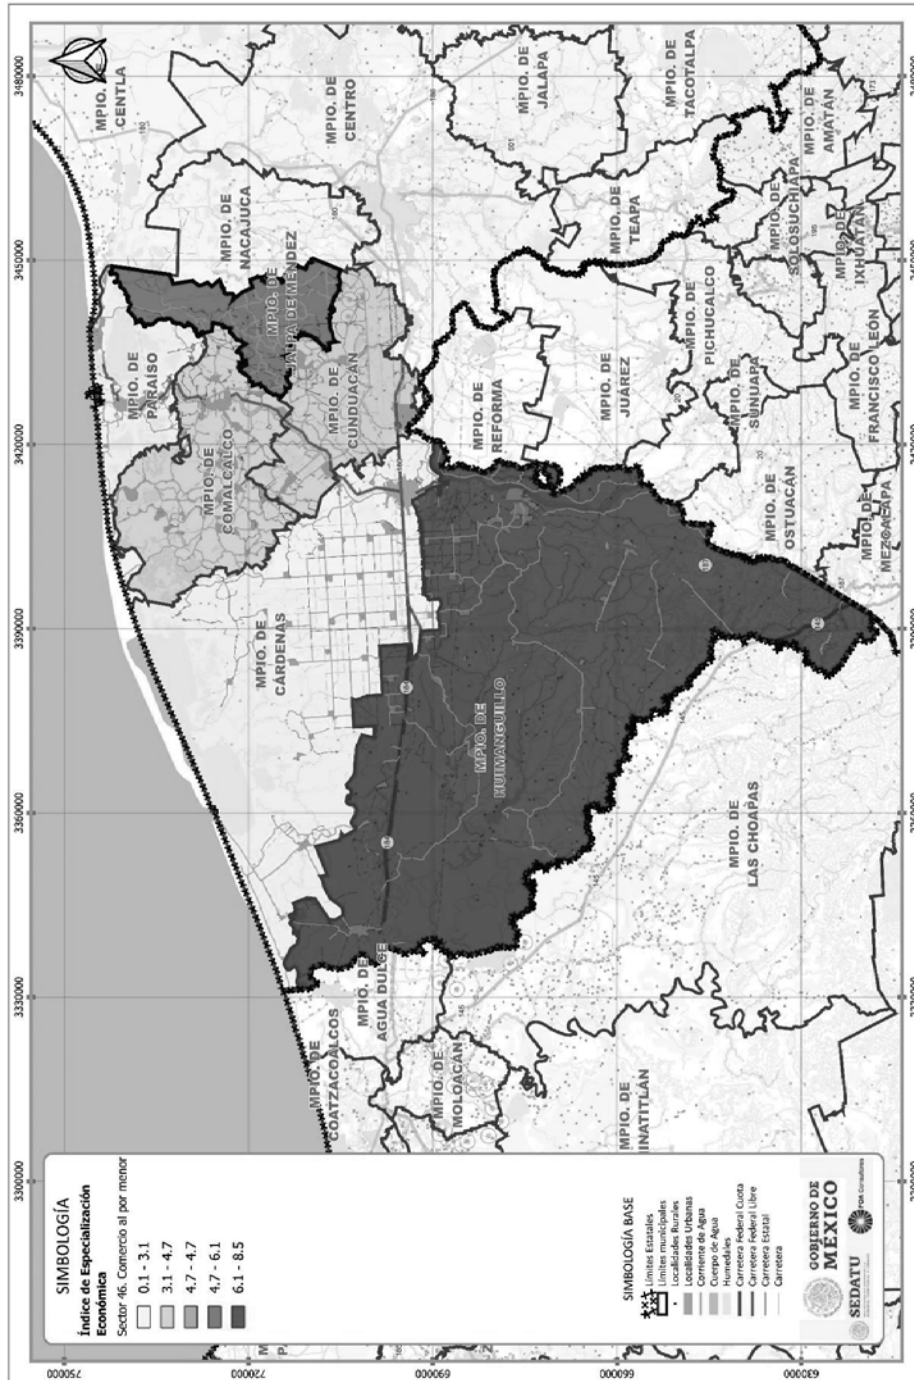 3300000
3330000
3360000
3390000
3420000
3450000
3480000
MPIO. DE
CENTLA
MPIO. DE
CENTRO
MPIO. DE
JALAPA
MPIO. DE
TACOTALPA
MPIO. DE
NACAJUCA
MPIO. DE
JALPA DE MENDEZ
MPIO. DE
TEAPA
MPIO. DE
AMATÁN
MPIO. DE
SOLOSUCHIAPA
MPIO. DE
IXHUATÁN
MPIO. DE
PARAÍSO
MPIO. DE
CUNDUACÁN
MPIO. DE
PICHUCALCO
MPIO. DE
COMALCALCO
MPIO. DE
REFORMA
MPIO. DE
JUÁREZ
MPIO. DE
SUNUAPA
MPIO. DE
FRANCISCO LEÓN
MPIO. DE
OSTUACÁN
MPIO. DE
MEZCALAPA
MPIO. DE
CÁRDENAS
MPIO. DE
HUIMANGUILLO
MPIO. DE
LAS CHOAPAS
MPIO. DE
AGUA DULCE
MPIO. DE
COATZACOALCOS
MPIO. DE
MOLOACÁN
MPIO. DE
INATITLÁN
SIMBOLOGÍA
Índice de Especialización
Económica
Sector 46. Comercio al por menor
0.1 - 3.1
3.1 - 4.7
4.7 - 4.7
4.7 - 6.1
6.1 - 8.5
SIMBOLOGÍA BASE
Límites Estatales
Límites municipales
Localidades Rurales
Localidades Urbanas
Corriente de Agua
Cuerpo de Agua
Humedales
Carretera Federal Cuota
Carretera Federal Libre
Carretera Estatal
Carretera
GOBIERNO DE
MÉXICO
SEDATU
Consultores
750000
720000
690000
660000
630000